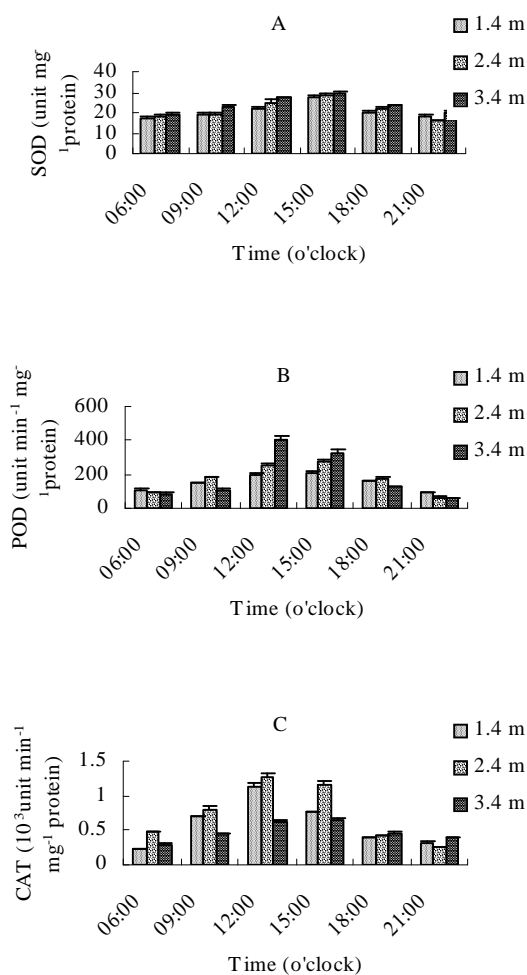 A
1.4 m
2.4 m
3.4 m
SOD (unit mg-
1protein)
40
30
20
10
0
06:00
09:00
12:00
15:00
18:00
21:00
Time (o'clock)
B
1.4 m
2.4 m
3.4 m
POD (unit min-1 mg-
1protein)
600
400
200
0
06:00
09:00
12:00
15:00
18:00
21:00
Time (o'clock)
C
1.4 m
2.4 m
3.4 m
CAT (103unit min-1
mg-1 protein)
1.5
1
0.5
0
06:00
09:00
12:00
15:00
18:00
21:00
Time (o'clock)